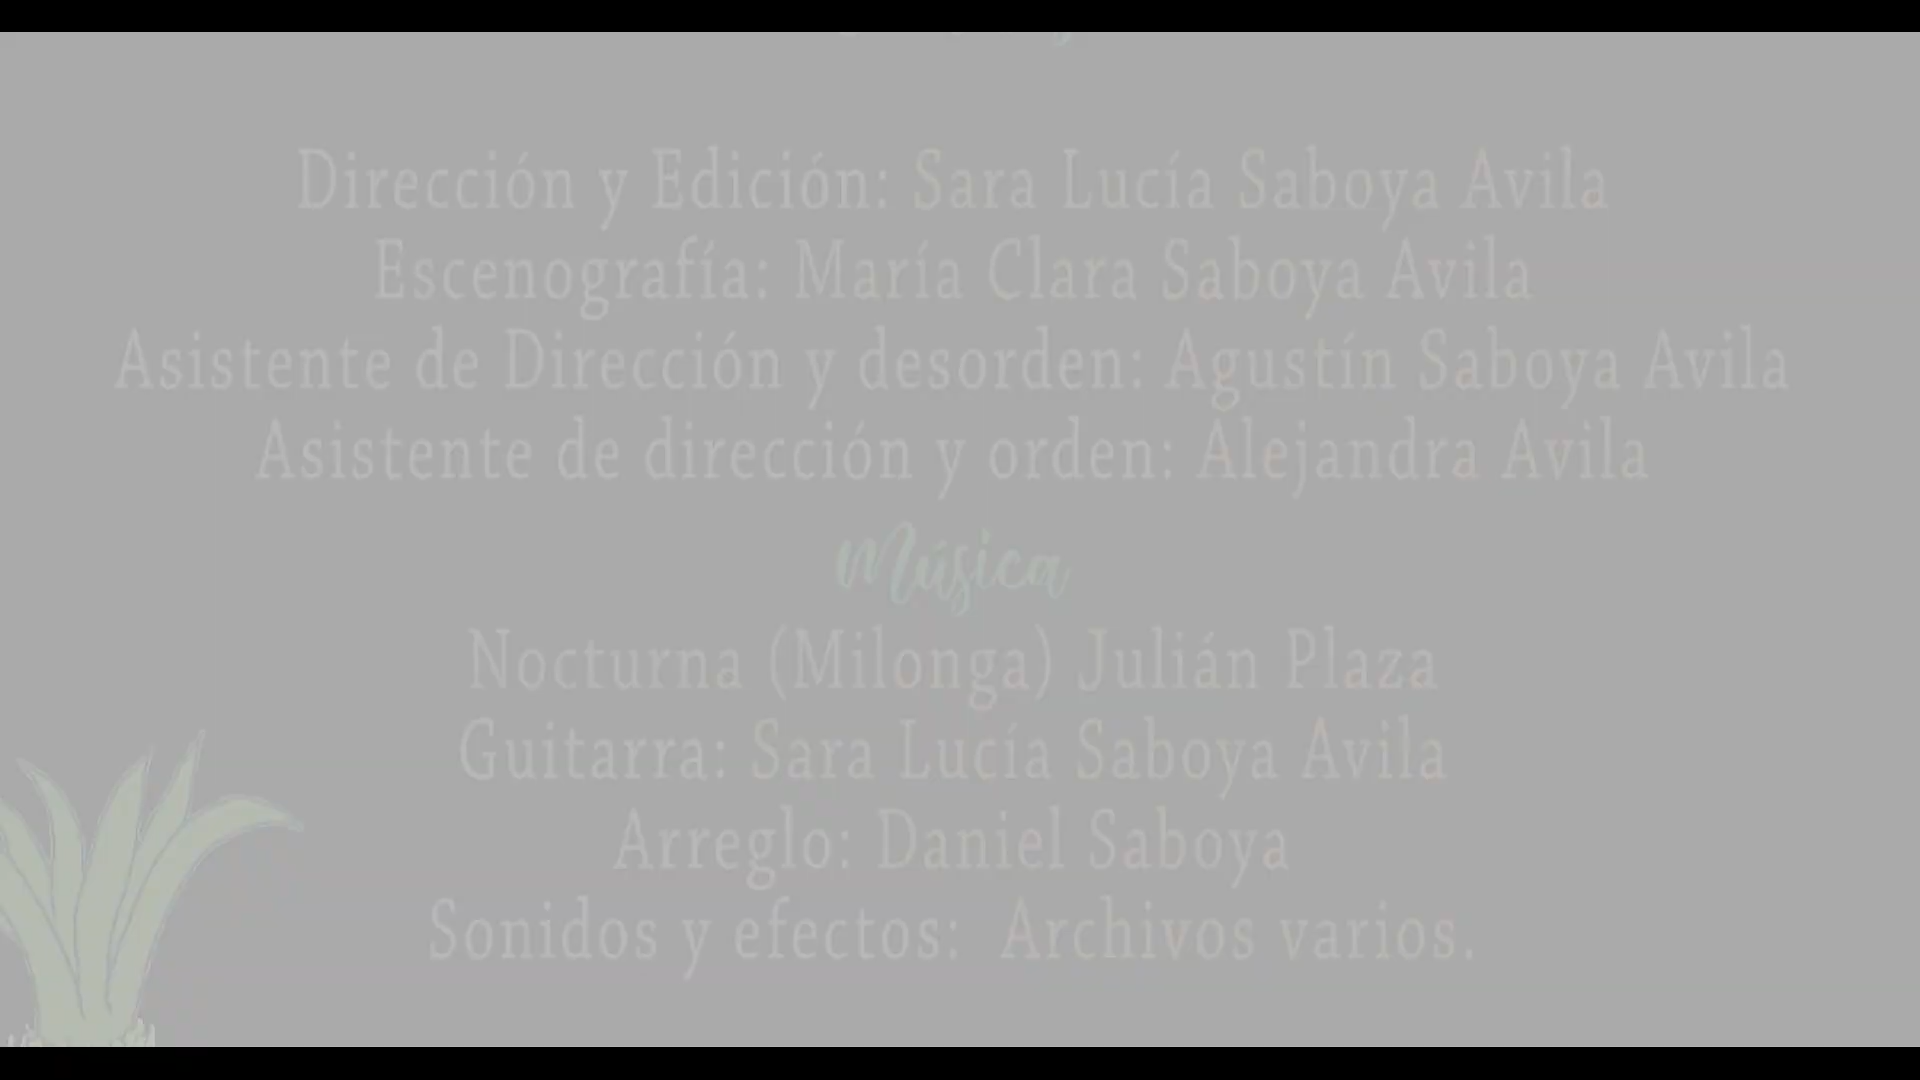 Dirección y Edición: Sara Lucía Saboya Avila
Escenografía: María Clara Saboya Avila
Asistente de Dirección y desorden: Agustín Saboya Avila
Asistente de dirección y orden: Alejandra Avila
Música
Nocturna (Milonga) Julián Plaza
Guitarra: Sara Lucía Saboya Avila
Arreglo: Daniel Saboya
Sonidos y efectos: Archivos varios.